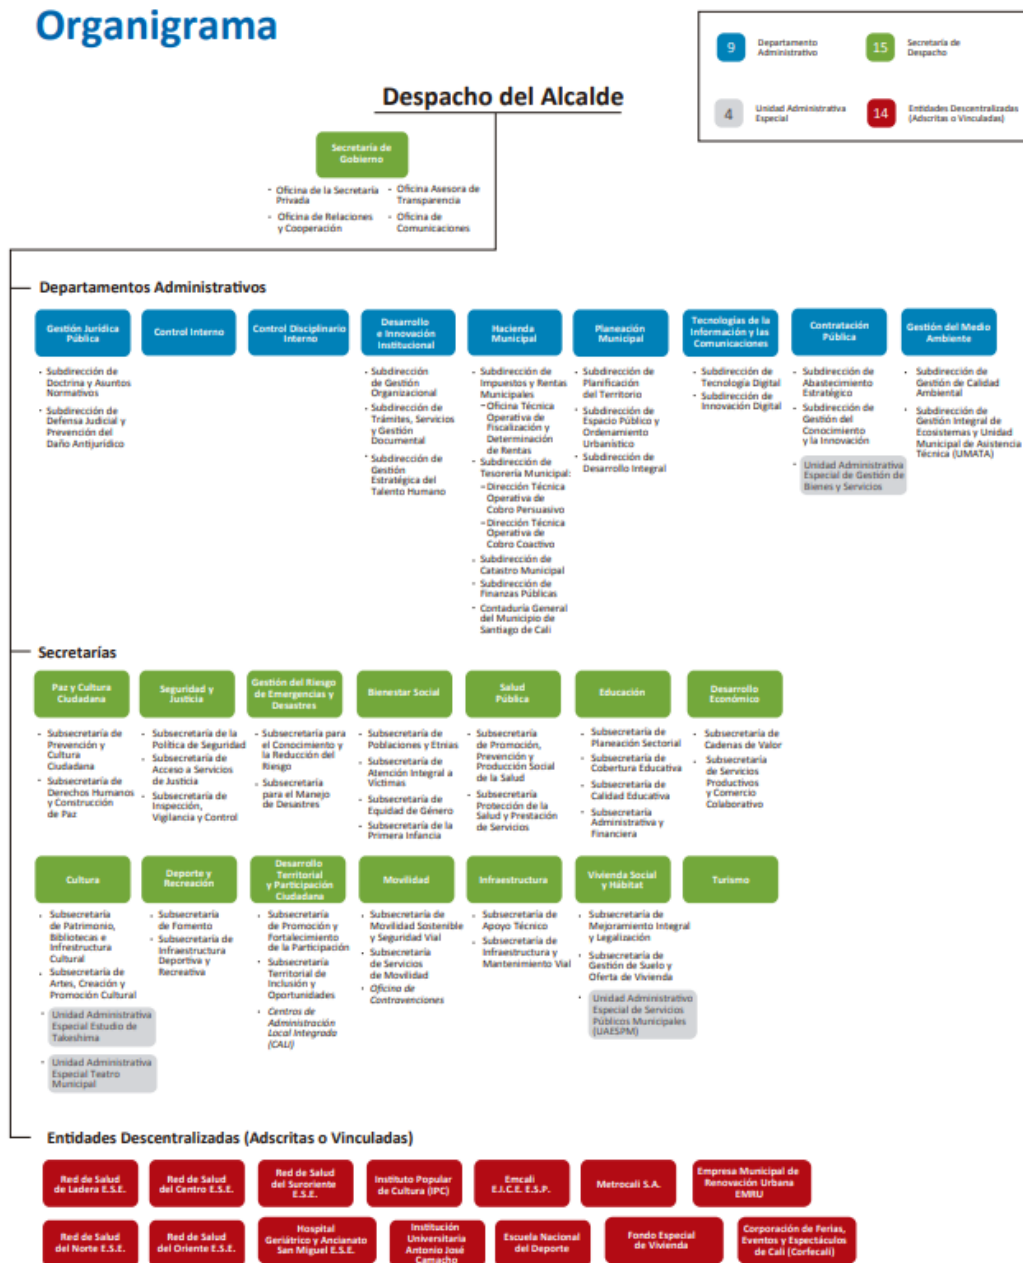 Organigrama
9
Departamento
Administrativo
15
Secretaría de
Despacho
4
Unidad Administrativa
Especial
14
Entidades Descentralizadas
(Adscritas o Vinculadas)
Despacho del Alcalde
Secretaría de
Gobierno
- Oficina de la Secretaría
Privada
- Oficina Asesora de
Transparencia
- Oficina de Relaciones
y Cooperación
- Oficina de
Comunicaciones
Departamentos Administrativos
Gestión Jurídica
Pública
- Subdirección de
Doctrina y Asuntos
Normativos
- Subdirección de
Defensa Judicial y
Prevención del
Daño Antijurídico
Control Interno
Control Disciplinario
Interno
Desarrollo
e Innovación
Institucional
- Subdirección
de Gestión
Organizacional
- Subdirección de
Trámites, Servicios
y Gestión
Documental
- Subdirección de
Gestión
Estratégica del
Talento Humano
Hacienda
Municipal
- Subdirección de
Impuestos y Rentas
Municipales
- Oficina Técnica
Operativa de
Fiscalización y
Determinación
de Rentas
- Subdirección de
Tesorería Municipal:
- Dirección Técnica
Operativa de
Cobro Persuasivo
- Dirección Técnica
Operativa de
Cobro Coactivo
- Subdirección de
Catastro Municipal
- Subdirección de
Finanzas Públicas
- Contaduría General
del Municipio de
Santiago de Cali
Planeación
Municipal
- Subdirección de
Planificación
del Territorio
- Subdirección de
Espacio Público y
Ordenamiento
Urbanístico
- Subdirección de
Desarrollo Integral
Tecnologías de la
Información y las
Comunicaciones
- Subdirección de
Tecnología Digital
- Subdirección de
Innovación Digital
Contratación
Pública
- Subdirección de
Abastecimiento
Estratégico
- Subdirección de
Gestión del
Conocimiento
y la Innovación
- Unidad Administrativa
Especial de Gestión de
Bienes y Servicios
Gestión del Medio
Ambiente
- Subdirección de
Gestión de Calidad
Ambiental
- Subdirección de
Gestión Integral de
Ecosistemas y Unidad
Municipal de Asistencia
Técnica (UMATA)
Secretarías
Paz y Cultura
Ciudadana
- Subsecretaría de
Prevención y
Cultura
Ciudadana
- Subsecretaría de
Derechos Humanos
y Construcción
de Paz
Seguridad y
Justicia
- Subsecretaría de la
Política de Seguridad
- Subsecretaría de
Acceso a Servicios
de Justicia
- Subsecretaría de
Inspección,
Vigilancia y Control
Gestión del Riesgo
de Emergencias y
Desastres
- Subsecretaría para
el Conocimiento y
la Reducción del
Riesgo
- Subsecretaria
para el Manejo
de Desastres
Bienestar Social
- Subsecretaría de
Poblaciones y Etnias
- Subsecretaría de
Atención Integral a
Víctimas
- Subsecretaría de
Equidad de Género
- Subsecretaría de la
Primera Infancia
Salud
Pública
- Subsecretaría
de Promoción,
Prevención y
Producción Social
de la Salud
- Subsecretaría
Protección de la
Salud y Prestación
de Servicios
Educación
- Subsecretaría de
Planeación Sectorial
- Subsecretaría de
Cobertura Educativa
- Subsecretaría de
Calidad Educativa
- Subsecretaría
Administrativa y
Financiera
Desarrollo
Económico
- Subsecretaría de
Cadenas de Valor
- Subsecretaría
de Servicios
Productivos
y Comercio
Colaborativo
Cultura
- Subsecretaría
de Patrimonio,
Bibliotecas e
Infrestructura
Cultural
- Subsecretaría de
Artes, Creación y
Promoción Cultural
- Unidad Administrativa
Especial Estudio de
Takeshima
- Unidad Administrativa
Especial Teatro
Municipal
Deporte y
Recreación
- Subsecretaría
de Fomento
- Subsecretaría de
Infraestructura
Deportiva y
Recreativa
Desarrollo
Territorial
y Participación
Ciudadana
- Subsecretaría
de Promoción y
Fortalecimiento
de la Participación
- Subsecretaría
Territorial de
Inclusión y
Oportunidades
- Centros de
Administración
Local Integrada
(CALI)
Movilidad
- Subsecretaría de
Movilidad Sostenible
y Seguridad Vial
- Subsecretaría
de Servicios
de Movilidad
- Oficina de
Contravenciones
Infraestructura
- Subsecretaría de
Apoyo Técnico
- Subsecretaría de
Infraestructura y
Mantenimiento Vial
Vivienda Social
y Hábitat
- Subsecretaría de
Mejoramiento Integral
y Legalización
- Subsecretaría de
Gestión de Suelo y
Oferta de Vivienda
- Unidad Administrativo
Especial de Servicios
Públicos Municipales
(UAESPM)
Turismo
Entidades Descentralizadas (Adscritas o Vinculadas)
Red de Salud
de Ladera E.S.E.
Red de Salud
del Centro E.S.E.
Red de Salud
del Suroriente
E.S.E.
Instituto Popular
de Cultura (IPC)
Emcali
E.I.C.E. E.S.P.
Metrocali S.A.
Empresa Municipal de
Renovación Urbana
EMRU
Red de Salud
del Norte E.S.E.
Red de Salud
del Oriente E.S.E.
Hospital
Geriátrico y Ancianato
San Miguel E.S.E.
Institución
Universitaria
Antonio José
Camacho
Escuela Nacional
del Deporte
Fondo Especial
de Vivienda
Corporación de Ferias,
Eventos y Espectáculos
de Cali (Corfecali)